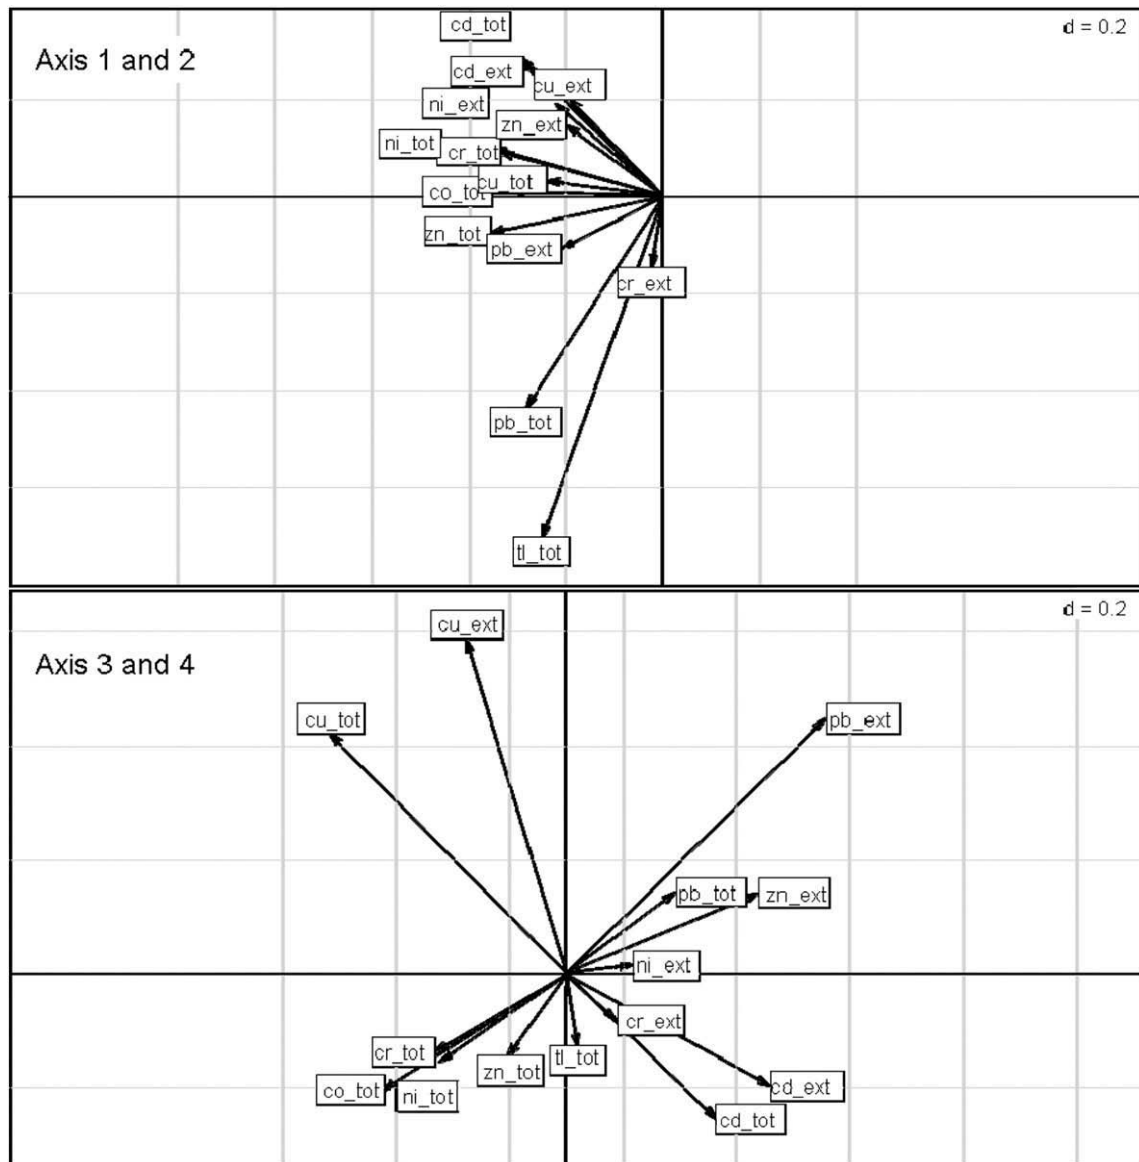 cd_tot
d = 0.2
Axis 1 and 2
cd_ext
cu_ext
ni_ext
zn_ext
ni_tot
cr_tot
cu_tot
co_tot
zn_tot
pb_ext
cr_ext
pb_tot
tl_tot
d = 0.2
cu_ext
Axis 3 and 4
cu_tot
pb_ext
pb_tot
zn_ext
ni_ext
cr_ext
cr_tot
tl_tot
zn_tot
co_tot
ni_tot
cd_ext
cd_tot